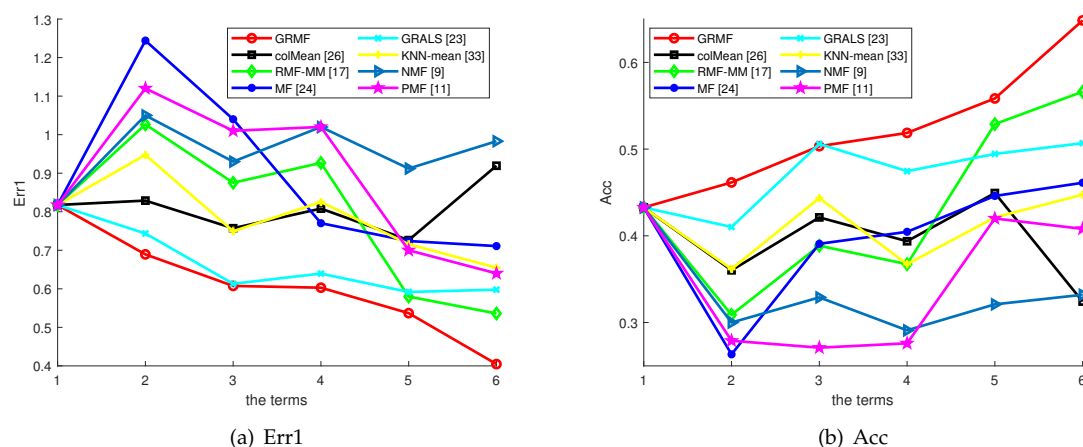 1.3
1.2
1.1
1
0.9
0.8
0.7
0.6
0.5
0.4
Err1
GRMF
colMean [26]
RMF-MM [17]
MF [24]
GRALS [23]
KNN-mean [33]
NMF [9]
PMF [11]
1 2 3 4 5 6
the terms
(a) Err1
0.6
0.5
0.4
0.3
Acc
GRMF
colMean [26]
RMF-MM [17]
MF [24]
GRALS [23]
KNN-mean [33]
NMF [9]
PMF [11]
1 2 3 4 5 6
the terms
(b) Acc